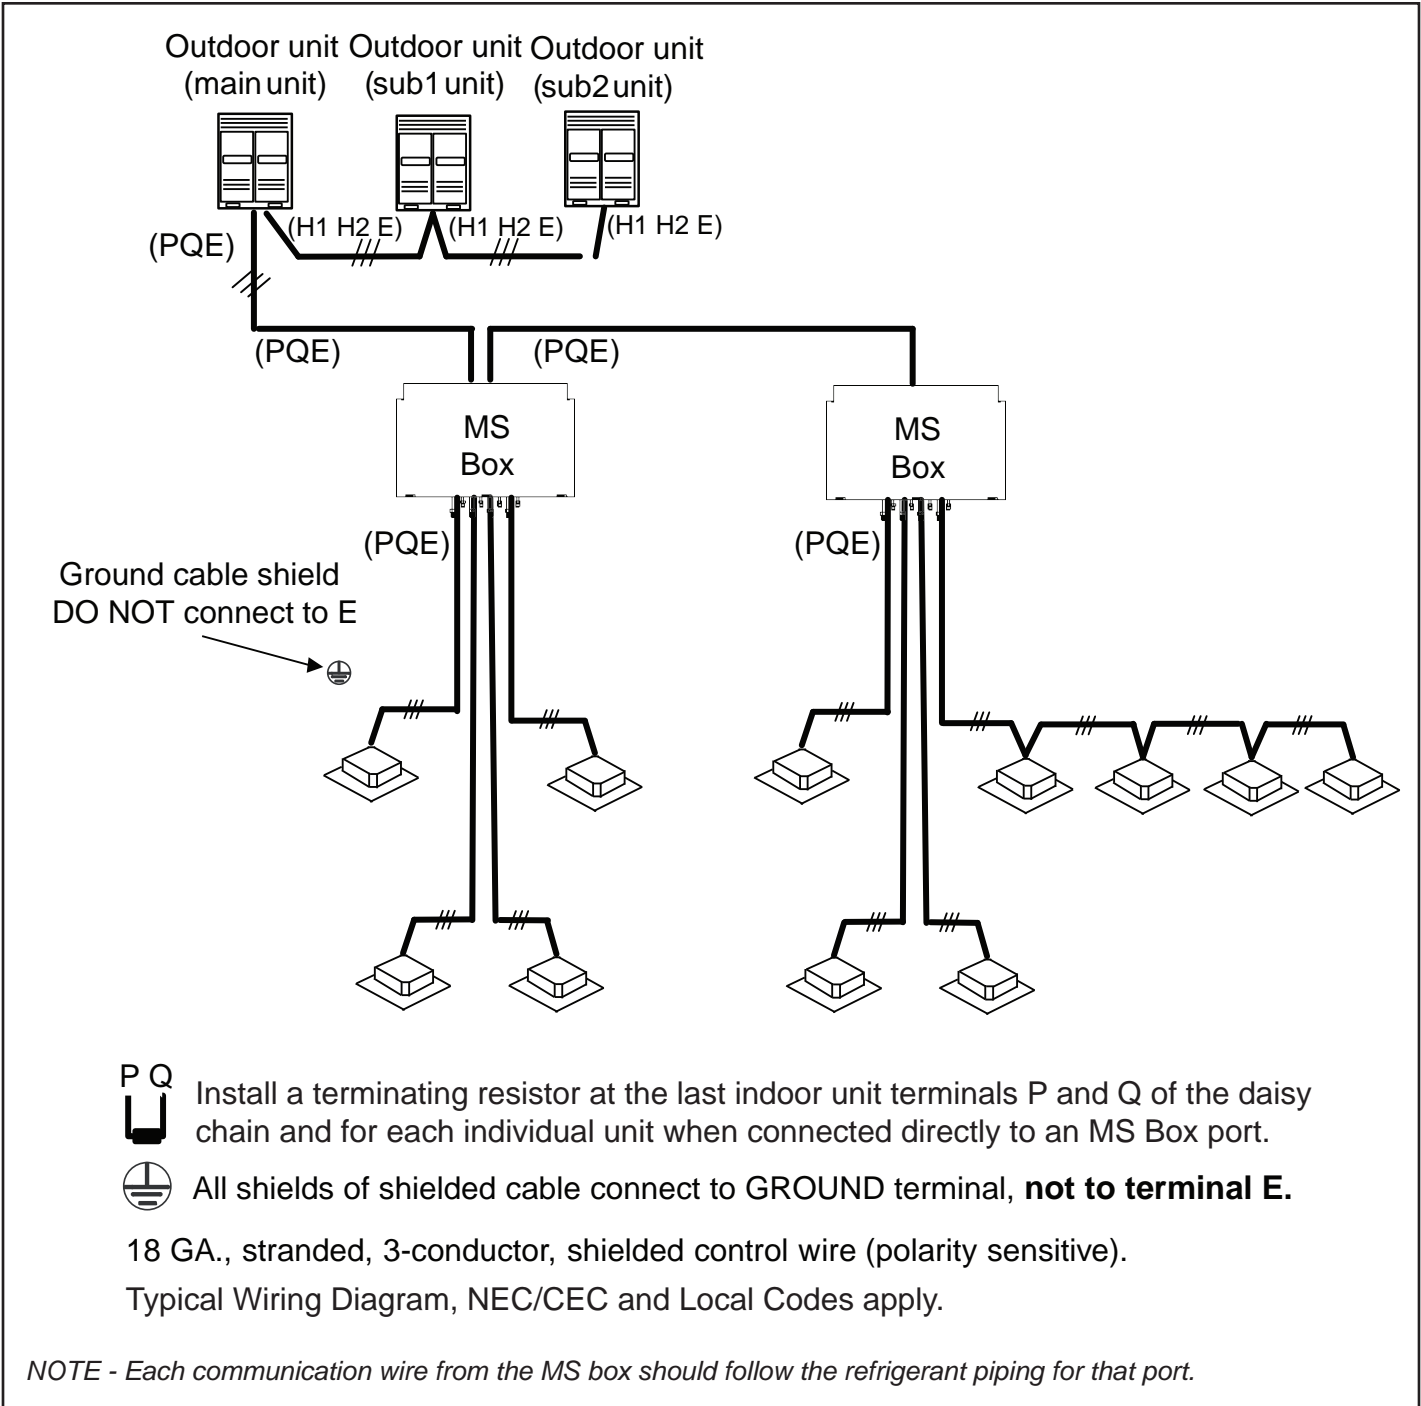 Outdoor unit
(main unit)
Outdoor unit
(sub1 unit)
Outdoor unit
(sub2 unit)
(H1 H2 E)
(H1 H2 E)
(H1 H2 E)
(PQE)
(PQE)
(PQE)
MS
Box
MS
Box
(PQE)
(PQE)
Ground cable shield
DO NOT connect to E
P Q
Install a terminating resistor at the last indoor unit terminals P and Q of the daisy
chain and for each individual unit when connected directly to an MS Box port.
All shields of shielded cable connect to GROUND terminal, not to terminal E.
18 GA., stranded, 3-conductor, shielded control wire (polarity sensitive).
Typical Wiring Diagram, NEC/CEC and Local Codes apply.
NOTE - Each communication wire from the MS box should follow the refrigerant piping for that port.